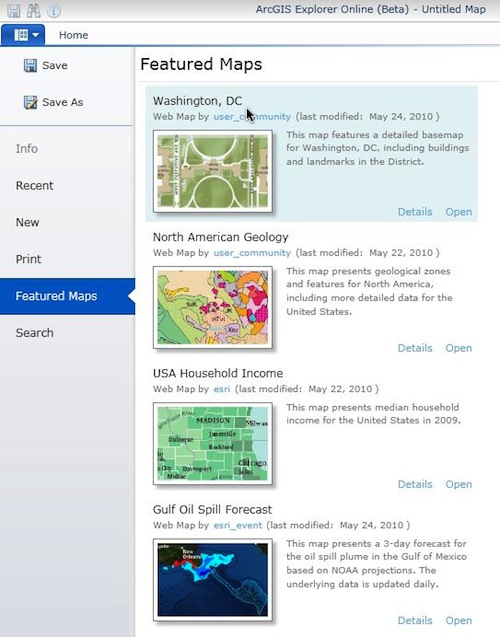 ArcGIS Explorer Online (Beta) - Untitled Map
Home
Save
Save As
Info
Recent
New
Print
Featured Maps
Search
Featured Maps
Washington, DC
Web Map by user_community (last modified: May 24, 2010 )
This map features a detailed basemap
for Washington, DC, including buildings
and landmarks in the District.
Details Open
North American Geology
Web Map by user_community (last modified: May 22, 2010 )
This map presents geological zones
and features for North America,
including more detailed data for the
United States.
Details Open
USA Household Income
Web Map by esri (last modified: May 22, 2010 )
MADISON
Dubuque
Janesville
Rockford
Chicago
Davenport
Moline
This map presents median household
income for the United States in 2009.
Details Open
Gulf Oil Spill Forecast
Web Map by esri_event (last modified: May 24, 2010 )
New
Orleans
This map presents a 3-day forecast for
the oil spill plume in the Gulf of Mexico
based on NOAA projections. The
underlying data is updated daily.
Details Open